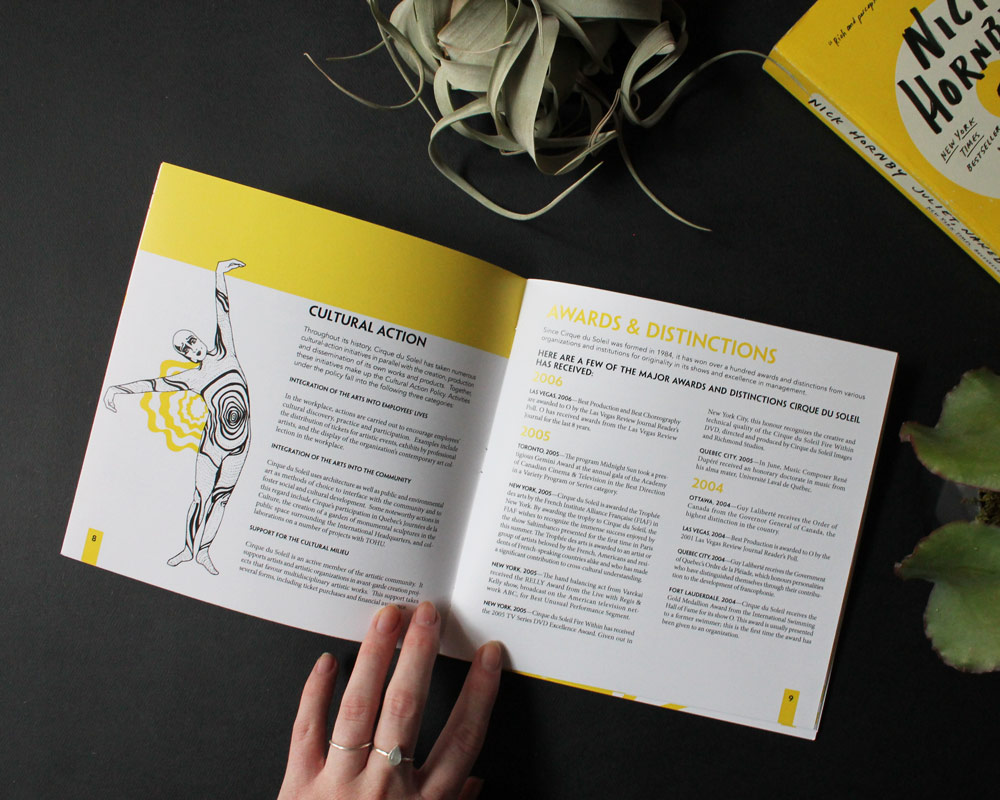 CULTURAL ACTION
Throughout its history, Cirque du Soleil has taken numerous
cultural-action initiatives in parallel with the creation, production
and dissemination of its own works and products. Together,
these initiatives make up the Cultural Action Policy. Activities
under the policy fall into the following three categories:
INTEGRATION OF THE ARTS INTO EMPLOYEES' LIVES
In the workplace, actions are carried out to encourage employees'
cultural discovery, practice and participation. Examples include
the distribution of tickets for artistic events, exhibits by professional
artists, and the display of the organization's contemporary art col-
lection in the workplace.
INTEGRATION OF THE ARTS INTO THE COMMUNITY
Cirque du Soleil uses architecture as well as public and environmental
art as methods of choice to interface with the community and to
foster social and cultural development. Some noteworthy actions in
this regard include Cirque's participation in Quebec's Journées de la
Culture, the creation of a garden of monumental sculptures in the
public space surrounding the International Headquarters, and col-
laborations on a number of projects with TOHU.
SUPPORT FOR THE CULTURAL MILIEU
Cirque du Soleil is an active member of the artistic community. It
supports artists and artistic organizations in avant-garde creation proj-
ects that favour multidisciplinary artistic works. This support takes
several forms, including ticket purchases and financial
8
AWARDS & DISTINCTIONS
Since Cirque du Soleil was formed in 1984, it has won over a hundred awards and distinctions from various
organizations and institutions for originality in its shows and excellence in management.
HERE ARE A FEW OF THE MAJOR AWARDS AND DISTINCTIONS CIRQUE DU SOLEIL
HAS RECEIVED:
2006
LAS VEGAS, 2006—Best Production and Best Choreography
are awarded to O by the Las Vegas Review Journal Readers
Poll. O has received awards from the Las Vegas Review
Journal for the last 8 years.
2005
TORONTO, 2005—The program Midnight Sun took a pres-
tigious Gemini Award at the annual gala of the Academy
of Canadian Cinema & Television in the Best Direction
in a Variety Program or Series category.
NEW YORK, 2005—Cirque du Soleil is awarded the Trophée
des arts by the French Institute Alliance Française (FIAF) in
New York. By awarding the trophy to Cirque du Soleil, the
FIAF wishes to recognize the immense success enjoyed by
the show Saltimbanco, presented for the first time in Paris
this year. The Trophée des arts is awarded to an artist or
group of artists beloved by the French, Americans and resi-
dents of French-speaking countries alike and who has made
a significant contribution to cross cultural understanding.
NEW YORK, 2005—The hand balancing act from Varekai
received the RELLY Award from the Live with Regis &
Kelly show, broadcast on the American television net-
work ABC, for Best Unusual Performance Segment.
NEW YORK, 2005—Cirque du Soleil Fire Within has received
the 2005 TV Series DVD Excellence Award. Given out in
New York City, this honour recognizes the creative and
technical quality of the Cirque du Soleil Fire Within
DVD, directed and produced by Cirque du Soleil Images
and Richmond Studios.
QUEBEC CITY, 2005—In June, Music Composer René
Dupéré received an honorary doctorate in music from
his alma mater, Université Laval de Québec.
2004
OTTAWA, 2004—Guy Laliberté receives the Order of
Canada from the Governor General of Canada, the
highest distinction in the country.
LAS VEGAS, 2004—Best Production is awarded to O by the
2001 Las Vegas Review Journal Reader's Poll.
QUEBEC CITY, 2004—Guy Laliberté receives the Government
of Quebec's Ordre de la Pléiade, which honours personalities
who have distinguished themselves through their contribu-
tion to the development of francophonie.
FORT LAUDERDALE, 2004—Cirque du Soleil receives the
Gold Medallion Award from the International Swimming
Hall of Fame for its show O. This award is usually presented
to a former swimmer; this is the first time the award has
been given to an organization.
9
"Rich and
NICK
HORNBY
NEW YORK
TIMES
BESTSELLER
NICK HORNBY JULIET, NAKED